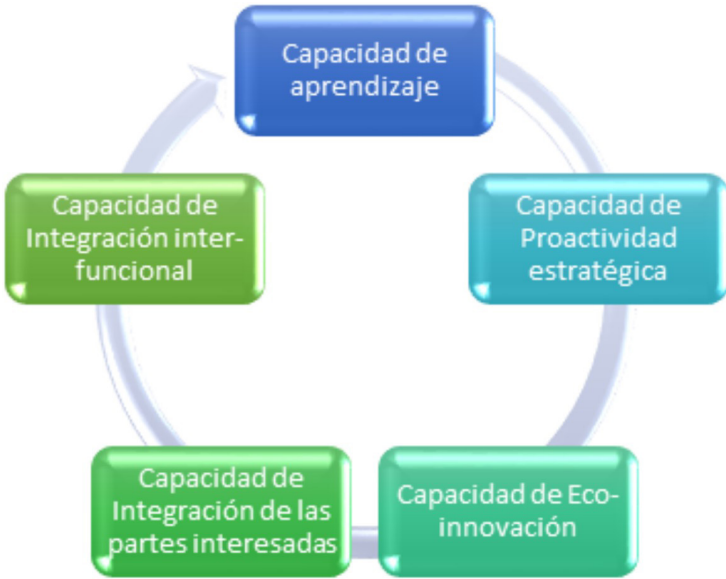 Capacidad de
aprendizaje
Capacidad de
Proactividad
estratégica
Capacidad de Eco-
innovación
Capacidad de
Integración de las
partes interesadas
Capacidad de
Integración inter-
funcional